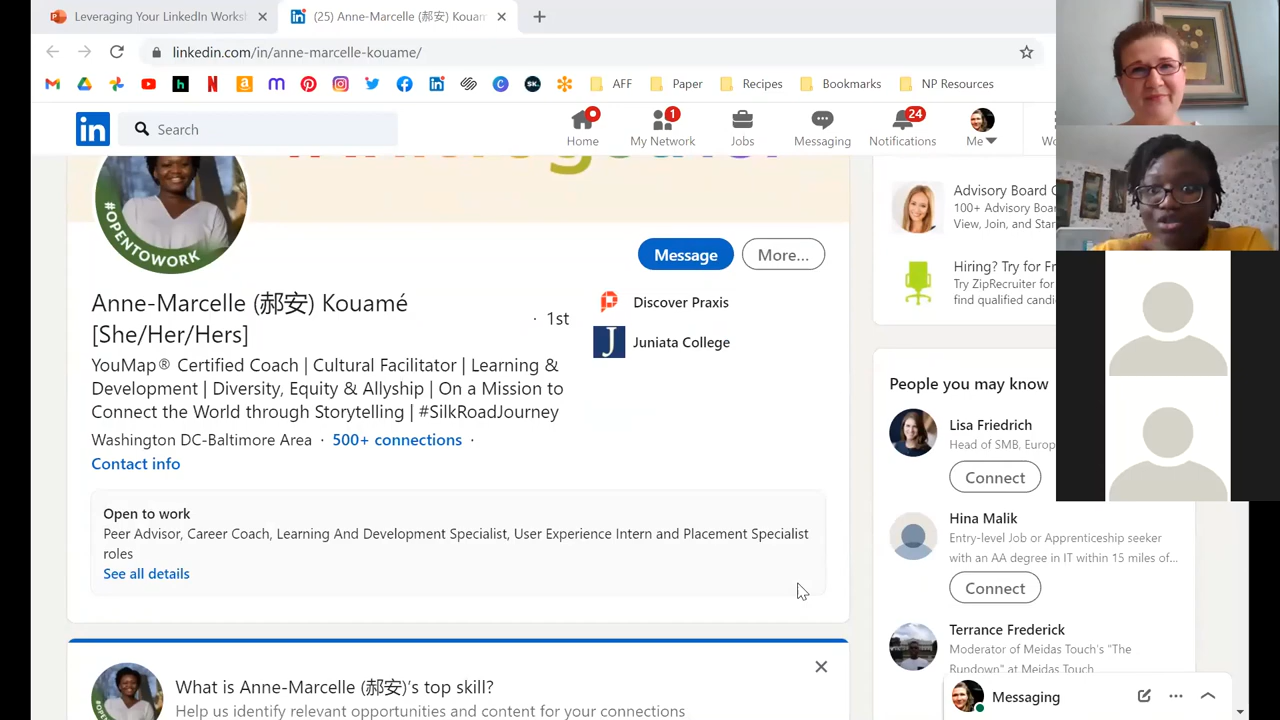 Leveraging Your LinkedIn Works
(25) Anne-Marcelle (郝安) Kouam
linkedin.com/in/anne-marcelle-kouame/
AFF
Paper
Recipes
Bookmarks
NP Resources
in
Search
Home
1
My Network
Jobs
Messaging
24
Notifications
Me
#OPENTOWORK
Message
More...
Anne-Marcelle (郝安) Kouamé
[She/Her/Hers]
· 1st
Discover Praxis
Juniata College
YouMap® Certified Coach | Cultural Facilitator | Learning &
Development | Diversity, Equity & Allyship | On a Mission to
Connect the World through Storytelling | #SilkRoadJourney
Washington DC-Baltimore Area · 500+ connections ·
Contact info
Open to work
Peer Advisor, Career Coach, Learning And Development Specialist, User Experience Intern and Placement Specialist
roles
See all details
What is Anne-Marcelle (郝安)'s top skill?
Help us identify relevant opportunities and content for your connections
Advisory Board
100+ Advisory Boa
View, Join, and Star
Hiring? Try for Fr
Try ZipRecruiter for
find qualified candi
People you may know
Lisa Friedrich
Head of SMB, Europ
Connect
Hina Malik
Entry-level Job or Apprenticeship seeker
with an AA degree in IT within 15 miles of...
Connect
Terrance Frederick
Moderator of Meidas Touch's "The
Rundown" at Meidas Touch
Messaging